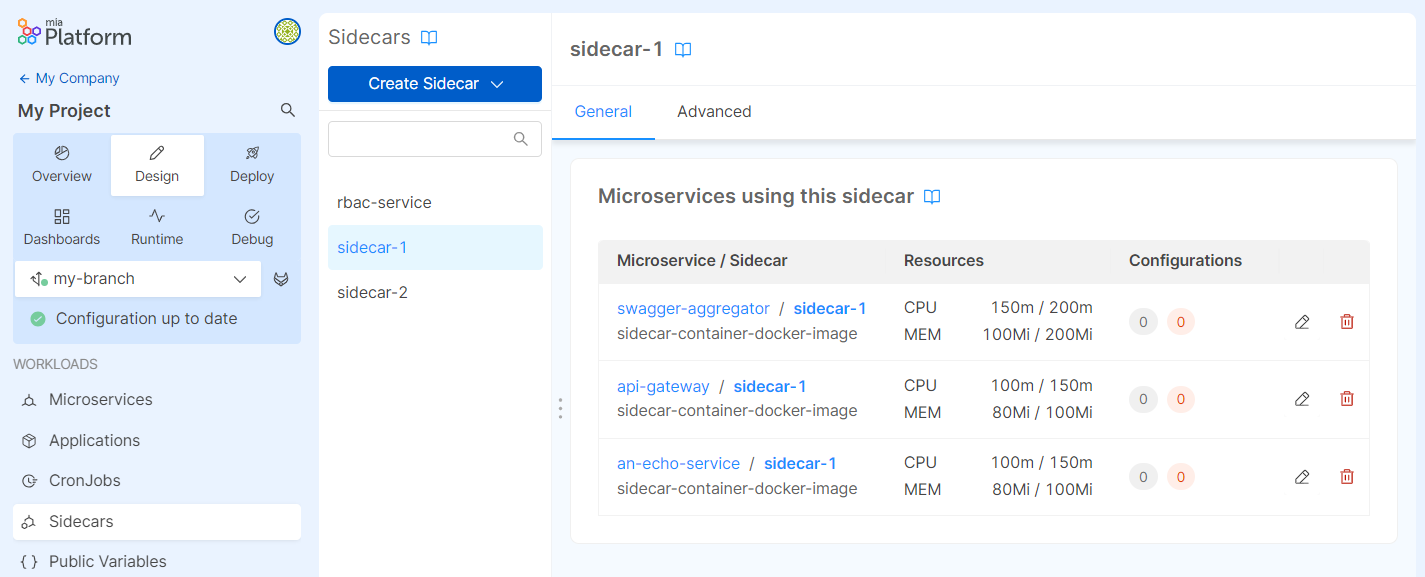 mia
Platform
My Company
My Project
Overview
Design
Deploy
Dashboards
Runtime
Debug
my-branch
Configuration up to date
WORKLOADS
Microservices
Applications
CronJobs
Sidecars
{ } Public Variables
Sidecars
Create Sidecar
rbac-service
sidecar-1
sidecar-2
sidecar-1
General Advanced
Microservices using this sidecar
Microservice / Sidecar Resources Configurations
swagger-aggregator / sidecar-1 CPU 150m / 200m 0 0
sidecar-container-docker-image MEM 100Mi / 200Mi
api-gateway / sidecar-1 CPU 100m / 150m 0 0
sidecar-container-docker-image MEM 80Mi / 100Mi
an-echo-service / sidecar-1 CPU 100m / 150m 0 0
sidecar-container-docker-image MEM 80Mi / 100Mi